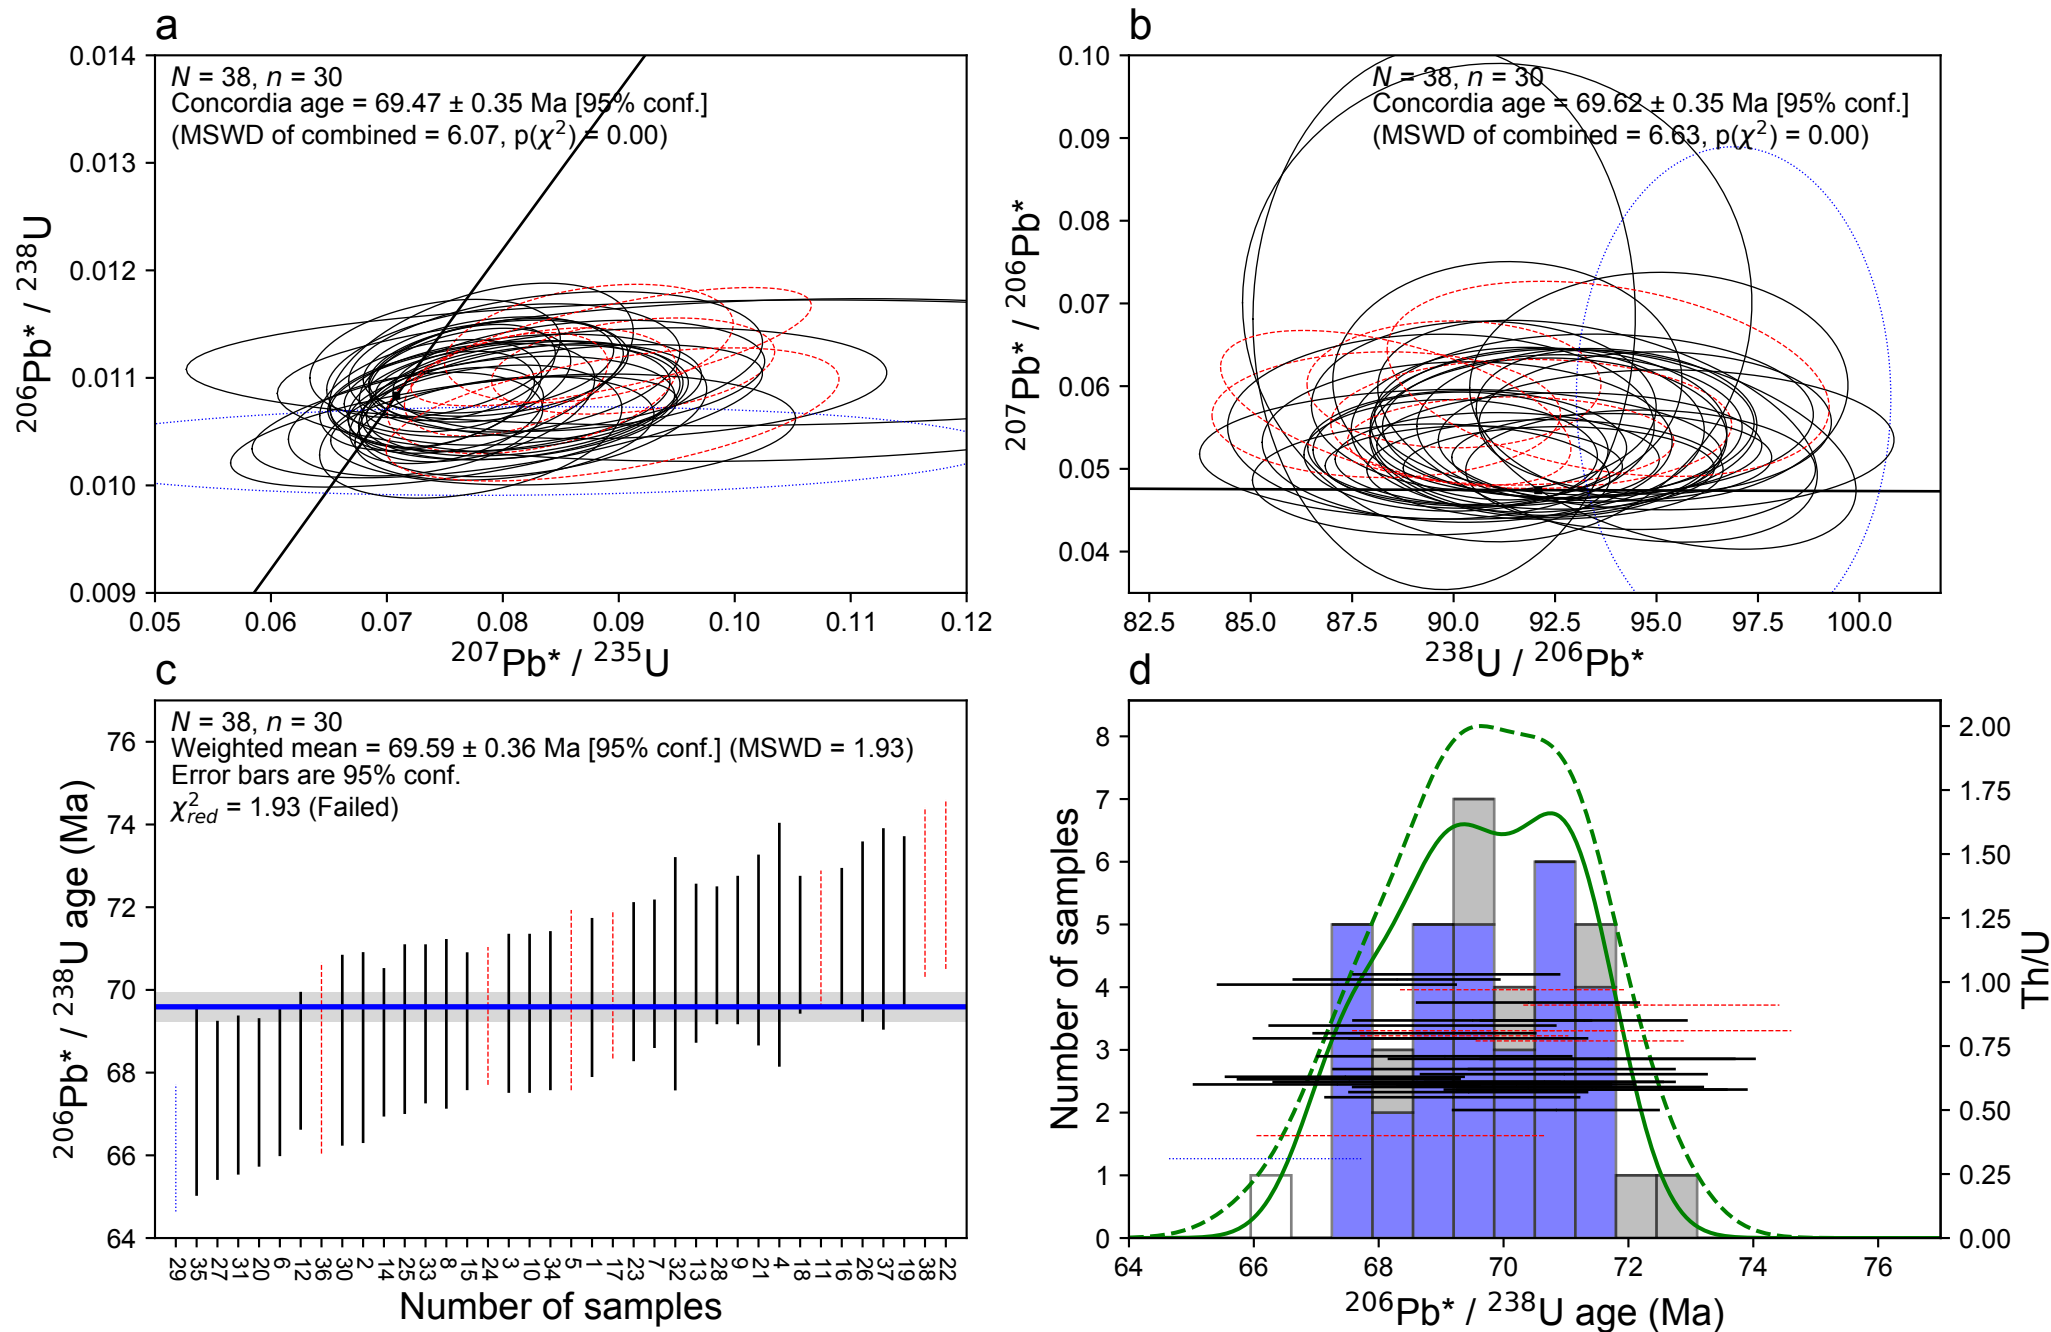 a
N = 38, n = 30
Concordia age = 69.47 ± 0.35 Ma [95% conf.]
(MSWD of combined = 6.07, p(χ²) = 0.00)
0.014
0.013
0.012
0.011
0.010
0.009
²⁰⁶Pb* / ²³⁸U
0.05 0.06 0.07 0.08 0.09 0.10 0.11 0.12
²⁰⁷Pb* / ²³⁵U
b
N = 38, n = 30
Concordia age = 69.62 ± 0.35 Ma [95% conf.]
(MSWD of combined = 6.63, p(χ²) = 0.00)
0.10
0.09
0.08
0.07
0.06
0.05
0.04
²⁰⁷Pb* / ²⁰⁶Pb*
82.5 85.0 87.5 90.0 92.5 95.0 97.5 100.0
²³⁸U / ²⁰⁶Pb*
c
N = 38, n = 30
Weighted mean = 69.59 ± 0.36 Ma [95% conf.] (MSWD = 1.93)
Error bars are 95% conf.
χ²red = 1.93 (Failed)
76
74
72
70
68
66
64
²⁰⁶Pb* / ²³⁸U age (Ma)
29 35 27 31 20 6 12 36 30 2 14 25 33 8 15 24 3 10 34 5 1 17 23 7 32 13 28 9 21 4 18 11 16 26 37 19 38 22
Number of samples
d
8
7
6
5
4
3
2
1
0
Number of samples
2.00
1.75
1.50
1.25
1.00
0.75
0.50
0.25
0.00
Th/U
64 66 68 70 72 74 76
²⁰⁶Pb* / ²³⁸U age (Ma)